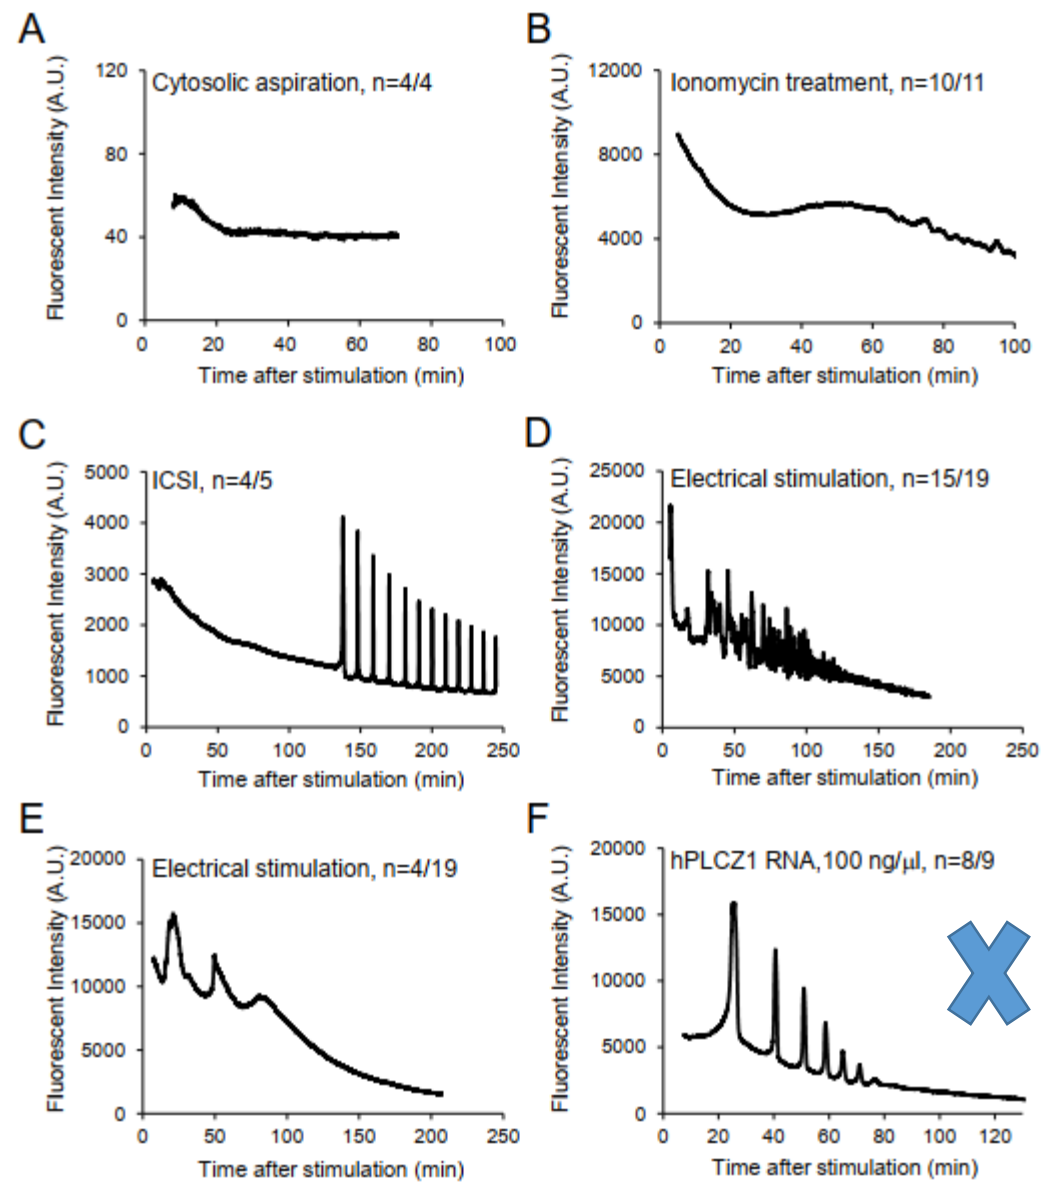 A
Fluorescent Intensity (A.U.)
Cytosolic aspiration, n=4/4
120
80
40
0
0 20 40 60 80 100
Time after stimulation (min)
B
Fluorescent Intensity (A.U.)
Ionomycin treatment, n=10/11
12000
8000
4000
0
0 20 40 60 80 100
Time after stimulation (min)
C
Fluorescent Intensity (A.U.)
ICSI, n=4/5
5000
4000
3000
2000
1000
0
0 50 100 150 200 250
Time after stimulation (min)
D
Fluorescent Intensity (A.U.)
Electrical stimulation, n=15/19
25000
20000
15000
10000
5000
0
0 50 100 150 200 250
Time after stimulation (min)
E
Fluorescent Intensity (A.U.)
Electrical stimulation, n=4/19
20000
15000
10000
5000
0
0 50 100 150 200 250
Time after stimulation (min)
F
Fluorescent Intensity (A.U.)
hPLCZ1 RNA,100 ng/μl, n=8/9
20000
15000
10000
5000
0
0 20 40 60 80 100 120
Time after stimulation (min)